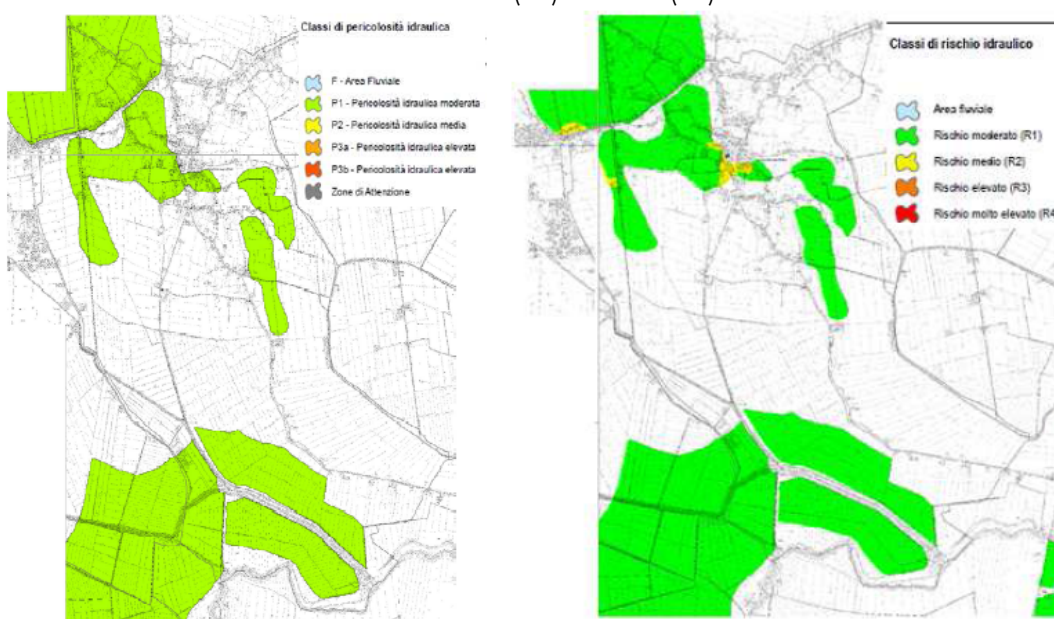 Classi di pericolosità idraulica
F - Area Fluviale
P1 - Pericolosità idraulica moderata
P2 - Pericolosità idraulica media
P3a - Pericolosità idraulica elevata
P3b - Pericolosità idraulica elevata
Zone di Attenzione
Classi di rischio idraulico
Area fluviale
Rischio moderato (R1)
Rischio medio (R2)
Rischio elevato (R3)
Rischio molto elevato (R4